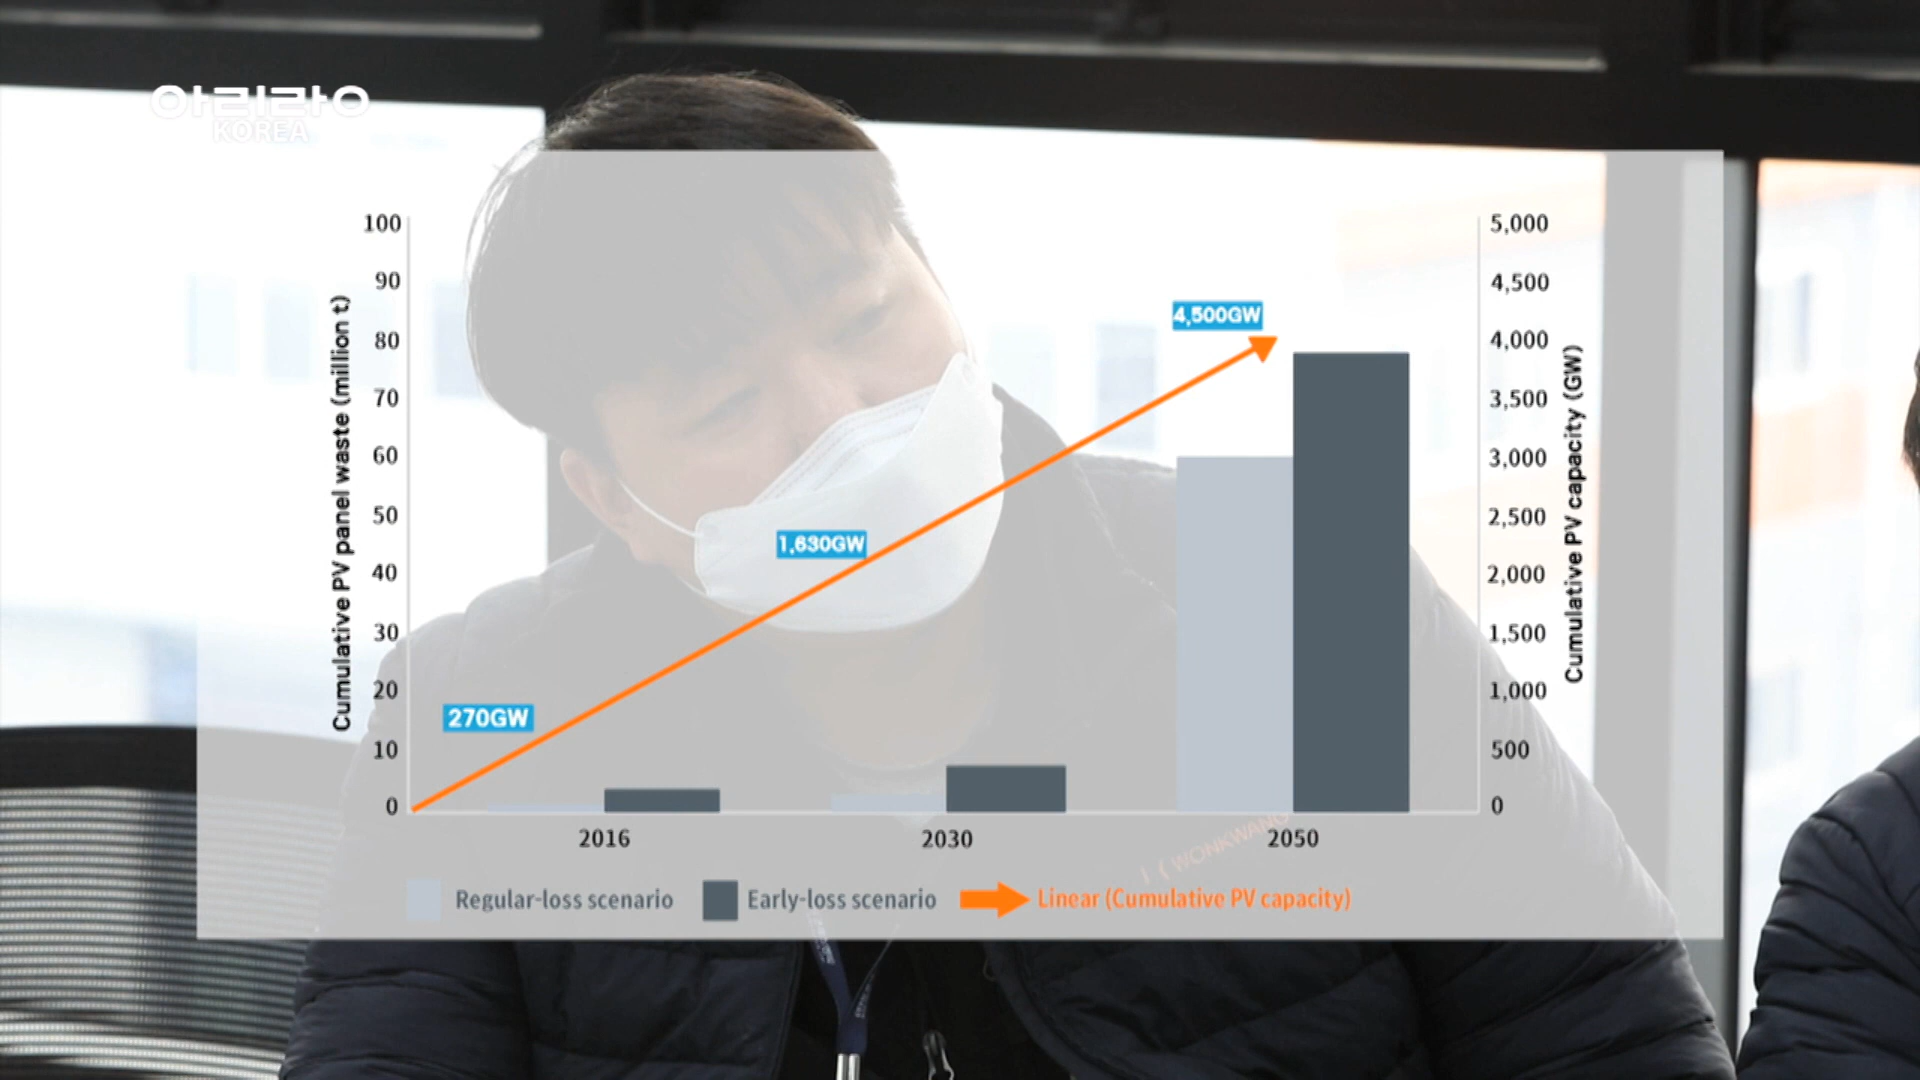 아리랑
KOREA
Cumulative PV panel waste (million t)
100
90
80
70
60
50
40
30
20
10
0
270GW
1,630GW
4,500GW
2016
2030
2050
5,000
4,500
4,000
3,500
3,000
2,500
2,000
1,500
1,000
500
0
Cumulative PV capacity (GW)
WONKWANG
Regular-loss scenario
Early-loss scenario
Linear (Cumulative PV capacity)